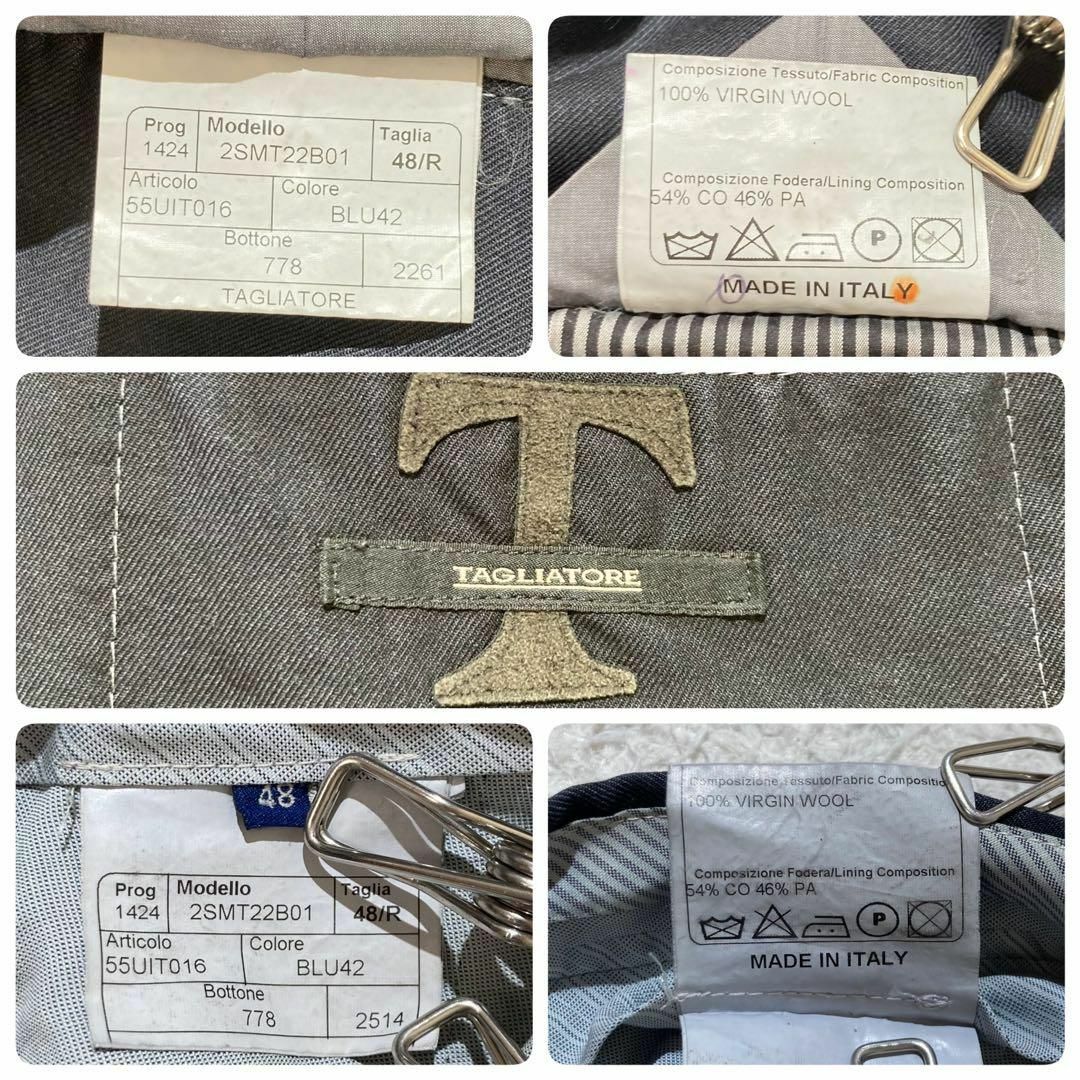 Prog Modello Taglia
1424 2SMT22B01 48/R
Articolo Colore
55UIT016 BLU42
Bottone
778 2261
TAGLIATORE
Composizione Tessuto/Fabric Composition
100% VIRGIN WOOL
Composizione Fodera/Lining Composition
54% CO 46% PA
P
MADE IN ITALY
T
TAGLIATORE
48
Prog Modello Taglia
1424 2SMT22B01 48/R
Articolo Colore
55UIT016 BLU42
Bottone
778 2514
Composizione Tessuto/Fabric Composition
100% VIRGIN WOOL
Composizione Fodera/Lining Composition
54% CO 46% PA
P
MADE IN ITALY